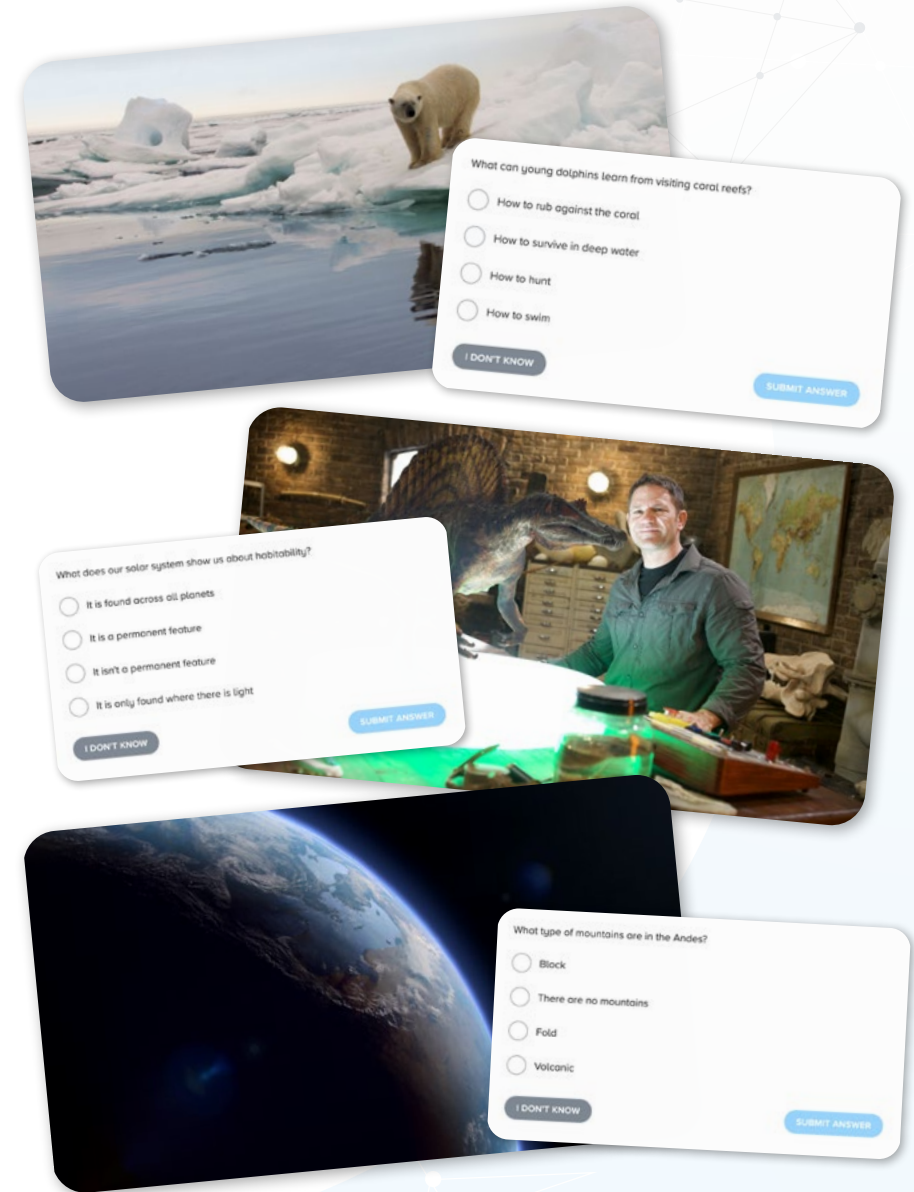 What can young dolphins learn from visiting coral reefs?
How to rub against the coral
How to survive in deep water
How to hunt
How to swim
I DON'T KNOW
SUBMIT ANSWER
What does our solar system show us about habitability?
It is found across all planets
It is a permanent feature
It isn't a permanent feature
It is only found where there is light
I DON'T KNOW
SUBMIT ANSWER
What type of mountains are in the Andes?
Block
There are no mountains
Fold
Volcanic
I DON'T KNOW
SUBMIT ANSWER